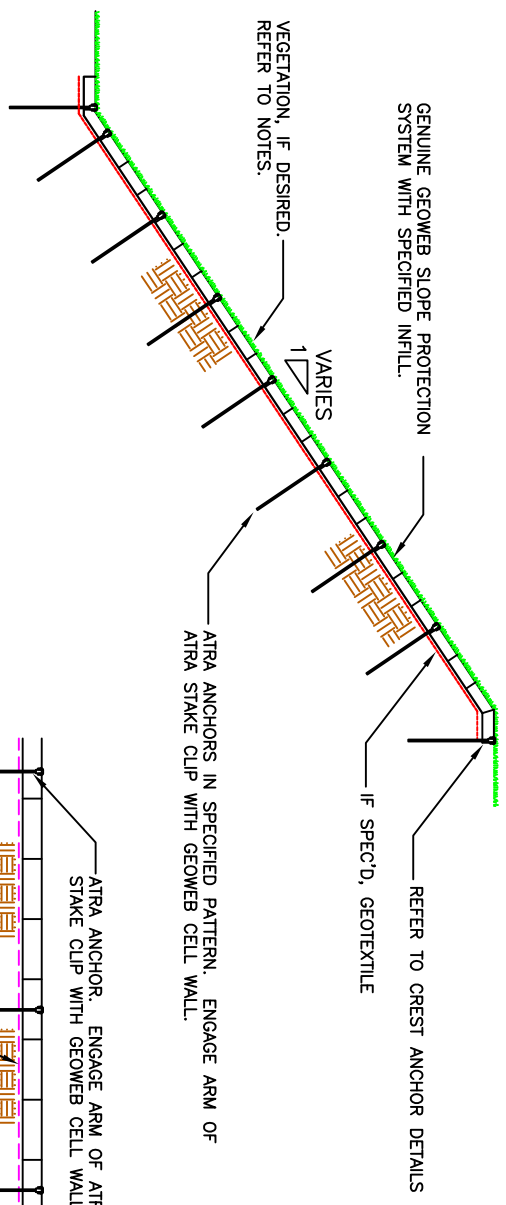 GENUINE GEOWEB SLOPE PROTECTION
SYSTEM WITH SPECIFIED INFILL.
VEGETATION, IF DESIRED.
REFER TO NOTES.
VARIES
1
REFER TO CREST ANCHOR DETAILS
IF SPEC'D, GEOTEXTILE
ATRA ANCHORS IN SPECIFIED PATTERN. ENGAGE ARM OF
ATRA STAKE CLIP WITH GEOWEB CELL WALL.
ATRA ANCHOR. ENGAGE ARM OF
STAKE CLIP WITH GEOWEB CELL WALL